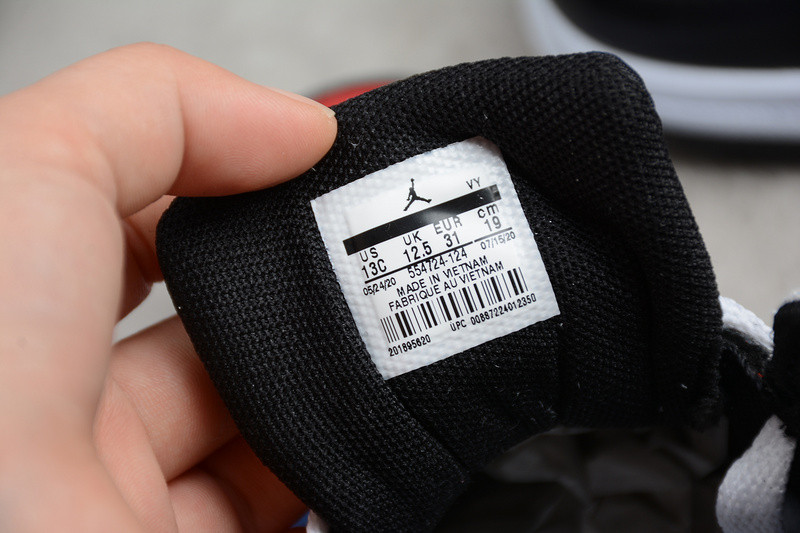 VY
US UK EUR cm
13C 12.5 31 19
05/24/20 554724-124 07/15/20
MADE IN VIETNAM
FABRIQUE AU VIETNAM
201895620 UPC 00887224012350